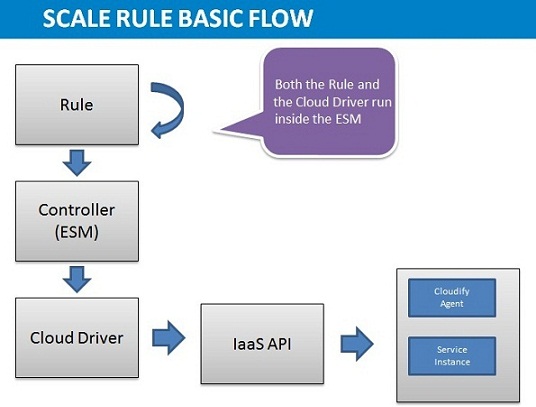 SCALE RULE BASIC FLOW
Rule
Both the Rule and
the Cloud Driver run
inside the ESM
Controller
(ESM)
Cloud Driver
IaaS API
Cloudify
Agent
Service
Instance